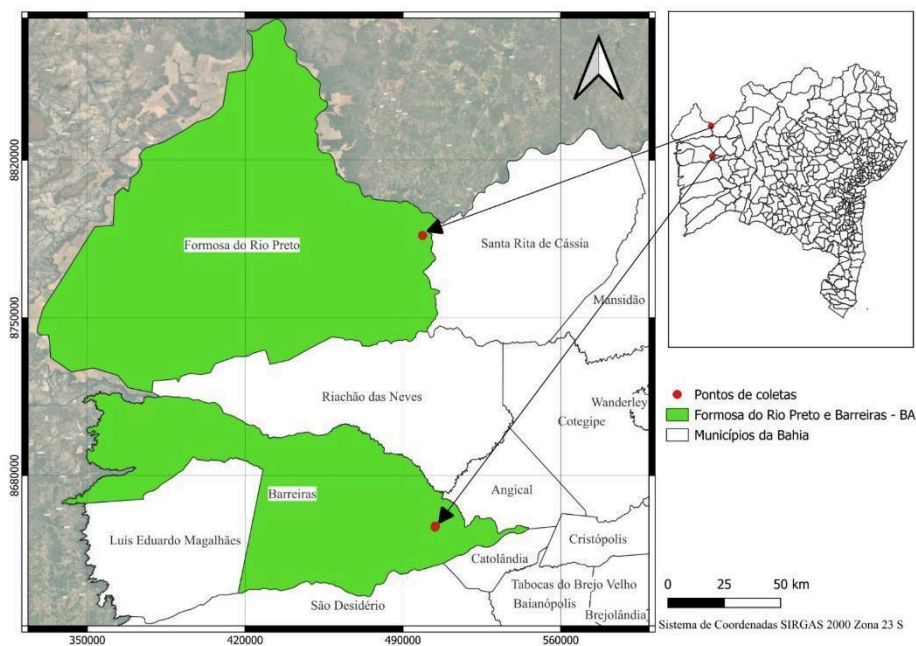 8820000
8750000
8680000
Formosa do Rio Preto
Santa Rita de Cássia
Mansidão
Riachão das Neves
Wanderley
Cotegipe
Angical
Barreiras
Luís Eduardo Magalhães
Cristópolis
Catolândia
Tabocas do Brejo Velho
Baianópolis
São Desidério
Brejolândia
350000
420000
490000
560000
Pontos de coletas
Formosa do Rio Preto e Barreiras - BA
Municípios da Bahia
0 25 50 km
Sistema de Coordenadas SIRGAS 2000 Zona 23 S